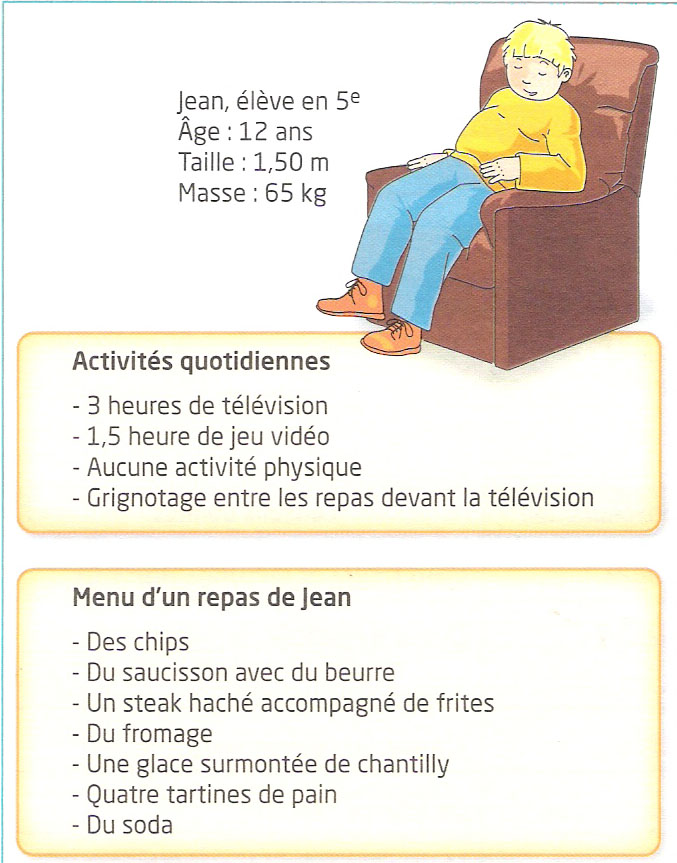 Jean, élève en 5e
Âge : 12 ans
Taille : 1,50 m
Masse : 65 kg
Activités quotidiennes
- 3 heures de télévision
- 1,5 heure de jeu vidéo
- Aucune activité physique
- Grignotage entre les repas devant la télévision
Menu d'un repas de Jean
- Des chips
- Du saucisson avec du beurre
- Un steak haché accompagné de frites
- Du fromage
- Une glace surmontée de chantilly
- Quatre tartines de pain
- Du soda